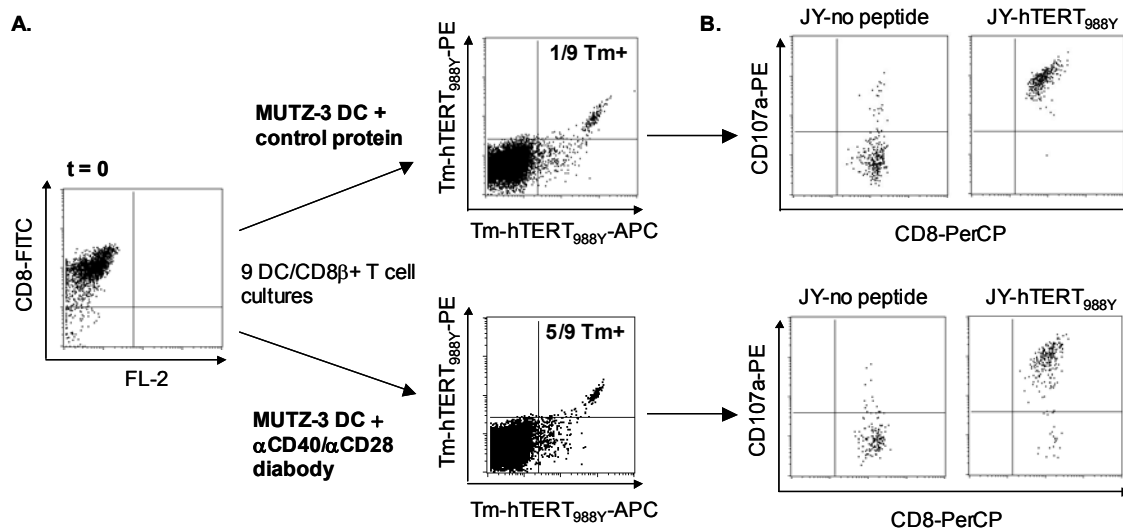 A.
t = 0
CD8-FITC
FL-2
MUTZ-3 DC +
control protein
9 DC/CD8β+ T cell
cultures
MUTZ-3 DC +
αCD40/αCD28
diabody
1/9 Tm+
Tm-hTERT988Y-PE
Tm-hTERT988Y-APC
5/9 Tm+
Tm-hTERT988Y-PE
Tm-hTERT988Y-APC
B.
JY-no peptide
JY-hTERT988Y
CD107a-PE
CD8-PerCP
JY-no peptide
JY-hTERT988Y
CD107a-PE
CD8-PerCP